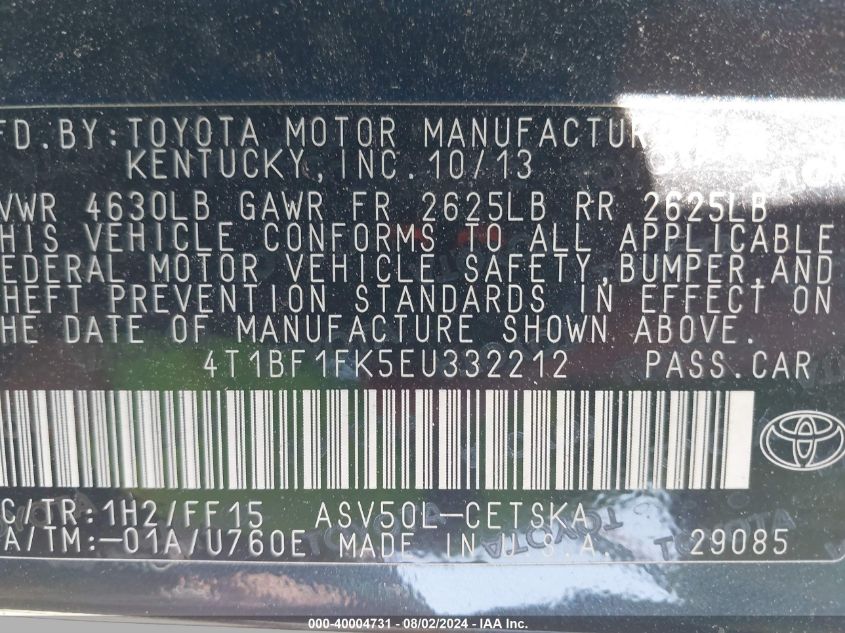 FD. BY: TOYOTA MOTOR MANUFACTUR
KENTUCKY, INC. 10/13
VWR 4630LB GAWR FR 2625LB RR 2625LB
HIS VEHICLE CONFORMS TO ALL APPLICABLE
EDERAL MOTOR VEHICLE SAFETY, BUMPER, AND
HEFT PREVENTION STANDARDS IN EFFECT ON
HE DATE OF MANUFACTURE SHOWN ABOVE.
4T1BF1FK5EU332212 PASS.CAR
C/TR:1H2/FF15 ASV50L-CETSKA
A/TM:-01A/U760E MADE IN U.S.A. 29085
000-40004731 - 08/02/2024 - IAA Inc.